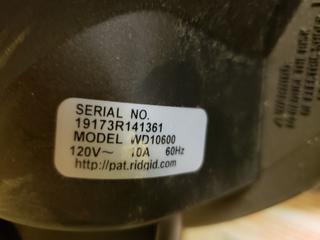 SERIAL NO.
19173R141361
MODEL WD10600
120V~ 10A 60Hz
http://pat.ridgid.com